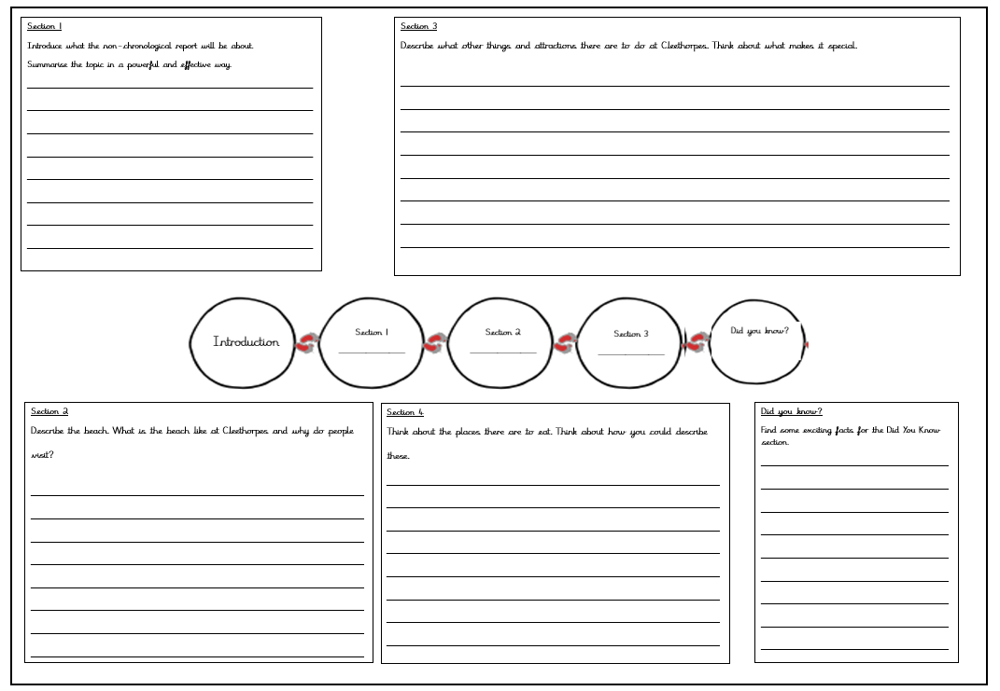 Section 1
Introduce what the non-chronological report will be about.
Summarise the topic in a powerful and effective way.
Section 3
Describe what other things and attractions there are to do at Cleethorpes. Think about what makes it special.
Introduction
Section 1
Section 2
Section 3
Did you know?
Section 2
Describe the beach. What is the beach like at Cleethorpes and why do people
visit?
Section 4
Think about the places there are to eat. Think about how you could describe
these.
Did you know?
Find some exciting facts for the Did You Know
section.